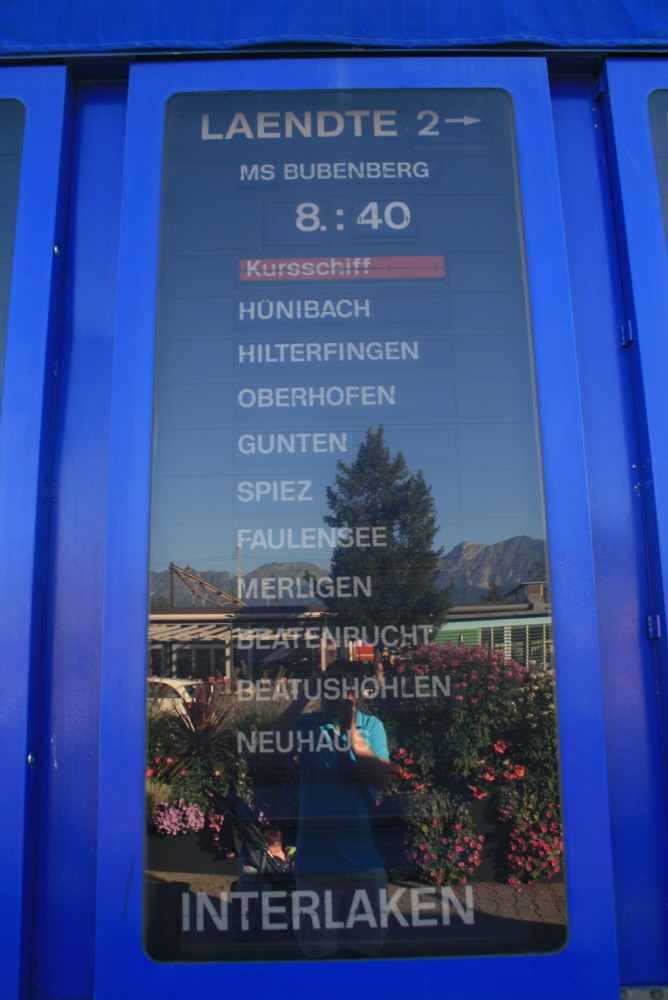 LAENDTE 2→
MS BUBENBERG
8.:40
Kursschiff
HÜNIBACH
HILTERFINGEN
OBERHOFEN
GUNTEN
SPIEZ
FAULENSEE
MERLIGEN
BEATENBUCHT
BEATUSHÖHLEN
NEUHAUS
INTERLAKEN